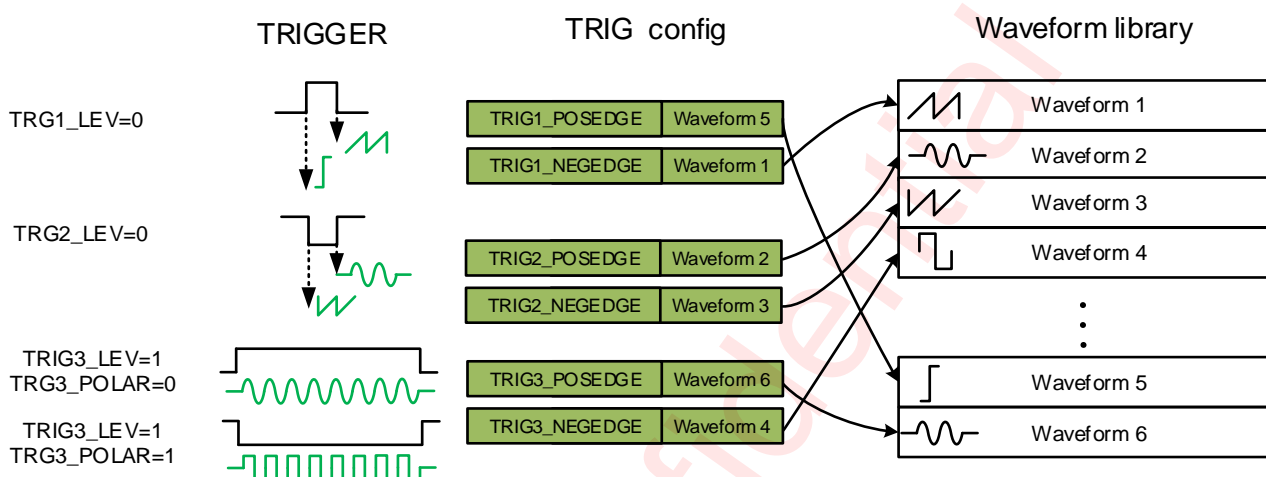 TRIGGER
TRIG config
Waveform library
TRG1_LEV=0
TRIG1_POSEDGE Waveform 5
TRIG1_NEGEDGE Waveform 1
TRG2_LEV=0
TRIG2_POSEDGE Waveform 2
TRIG2_NEGEDGE Waveform 3
TRIG3_LEV=1
TRG3_POLAR=0
TRIG3_POSEDGE Waveform 6
TRIG3_LEV=1
TRG3_POLAR=1
TRIG3_NEGEDGE Waveform 4
Waveform 1
Waveform 2
Waveform 3
Waveform 4
Waveform 5
Waveform 6
fidential